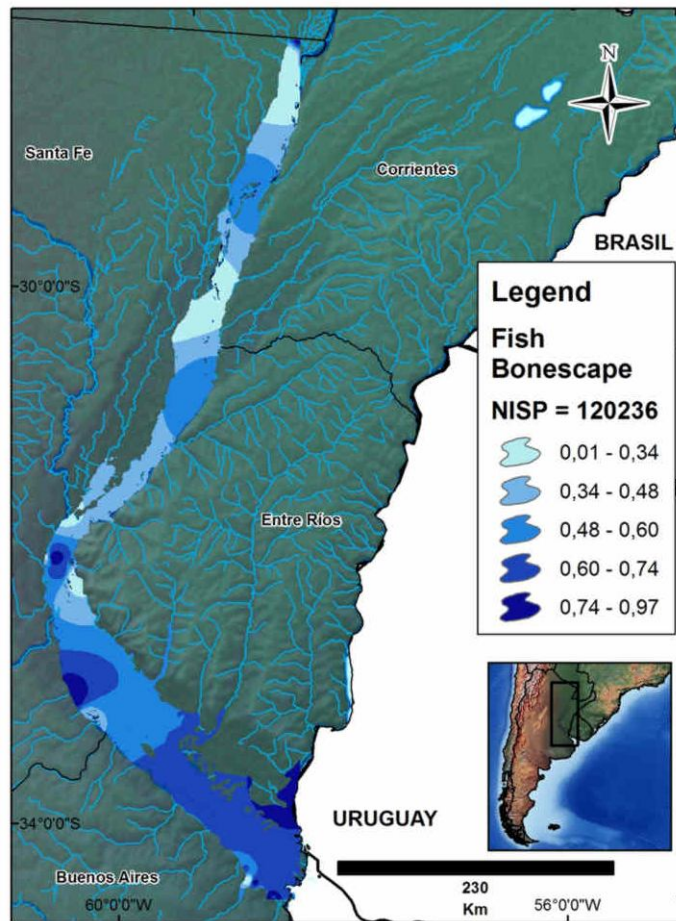 N
Santa Fe
Corrientes
BRASIL
30°0'0"S
Legend
Fish
Bonescape
NISP = 120236
0,01 - 0,34
0,34 - 0,48
0,48 - 0,60
0,60 - 0,74
0,74 - 0,97
Entre Ríos
34°0'0"S
URUGUAY
Buenos Aires
230
Km
60°0'0"W
56°0'0"W